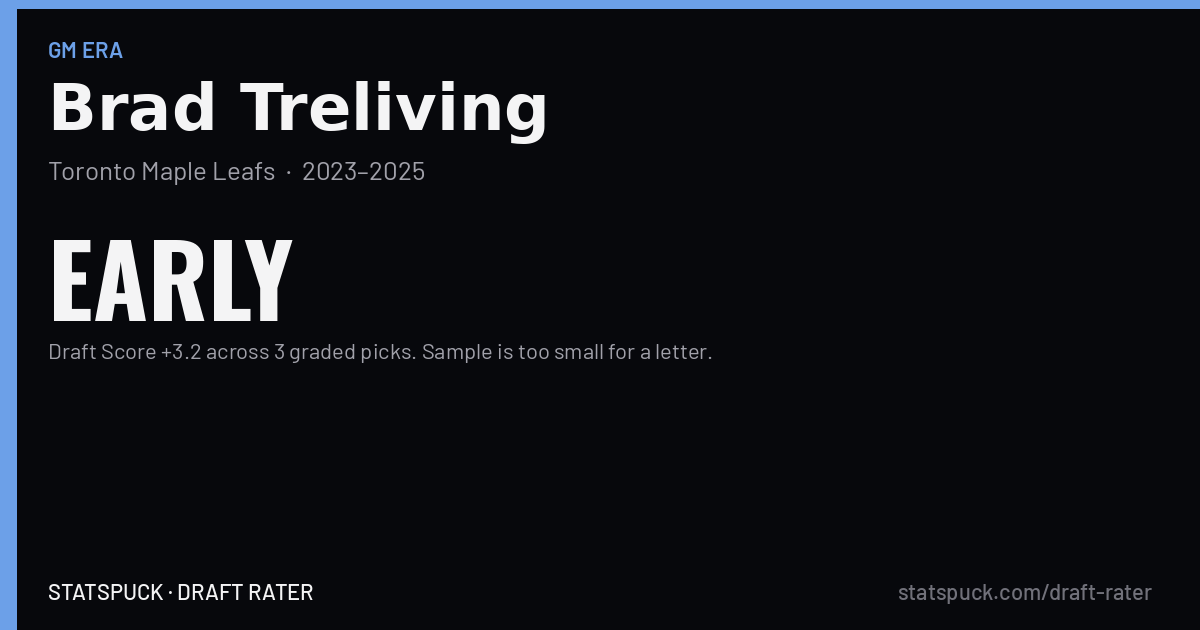 GM ERA
Brad Treliving
Toronto Maple Leafs · 2023–2025
EARLY
Draft Score +3.2 across 3 graded picks. Sample is too small for a letter.
STATSPUCK · DRAFT RATER
statspuck.com/draft-rater